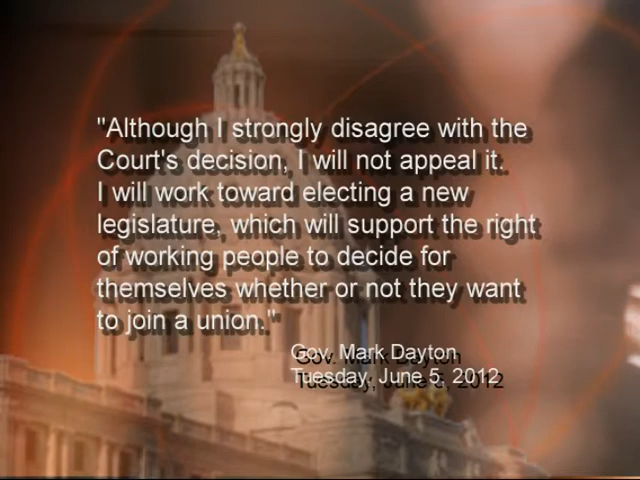 "Although I strongly disagree with the
Court's decision, I will not appeal it.
I will work toward electing a new
legislature, which will support the right
of working people to decide for
themselves whether or not they want
to join a union."
Gov. Mark Dayton
Tuesday, June 5, 2012